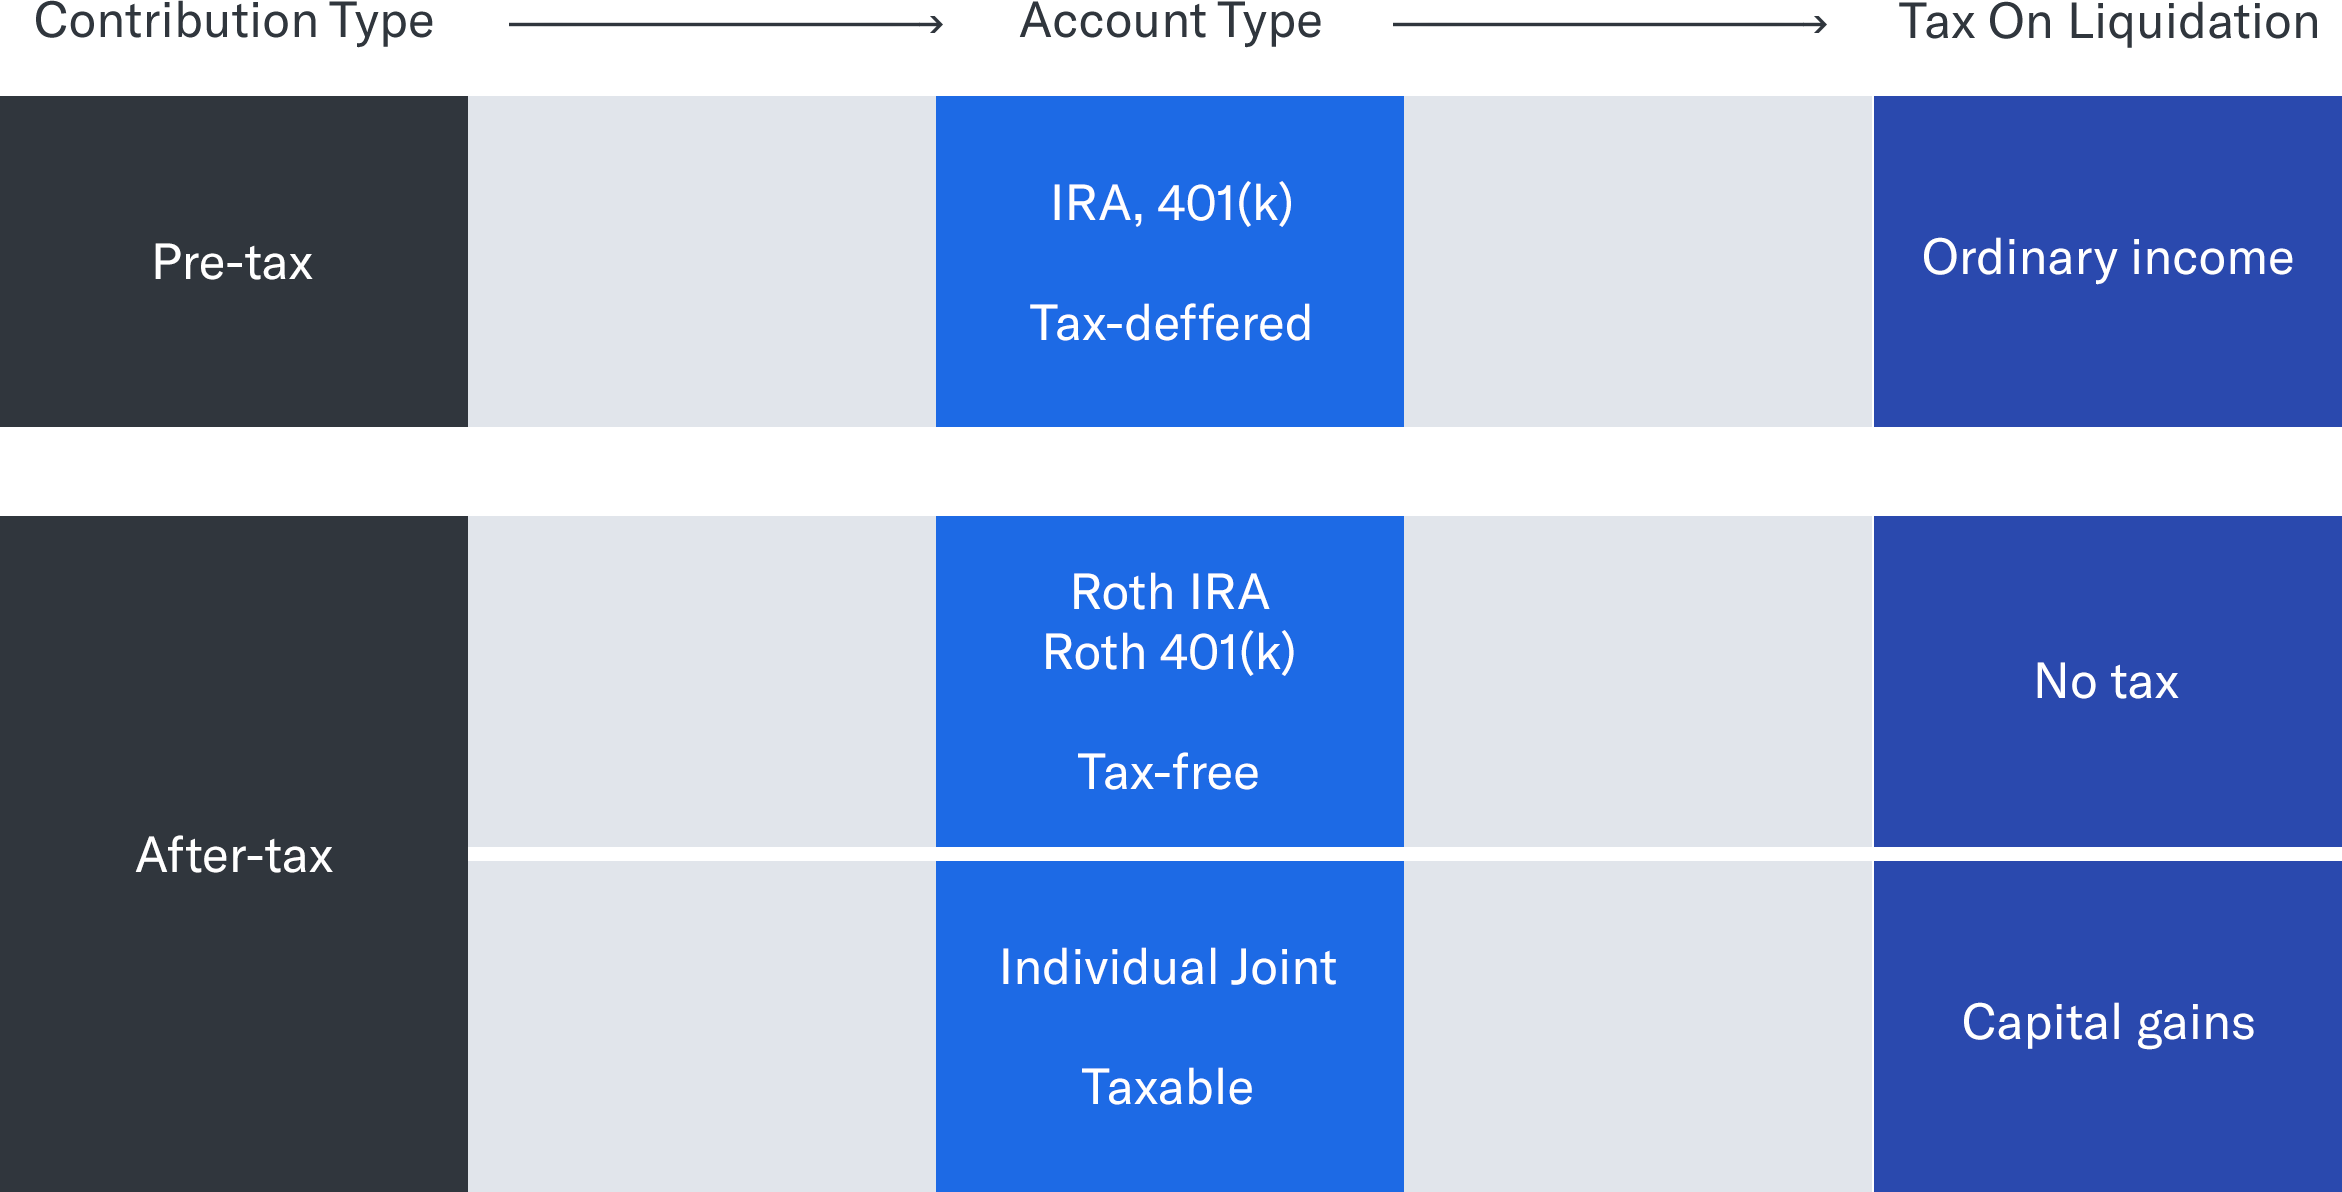 Contribution Type
Account Type
Tax On Liquidation
Pre-tax
IRA, 401(k)
Tax-deffered
Ordinary income
After-tax
Roth IRA
Roth 401(k)
Tax-free
No tax
Individual Joint
Taxable
Capital gains